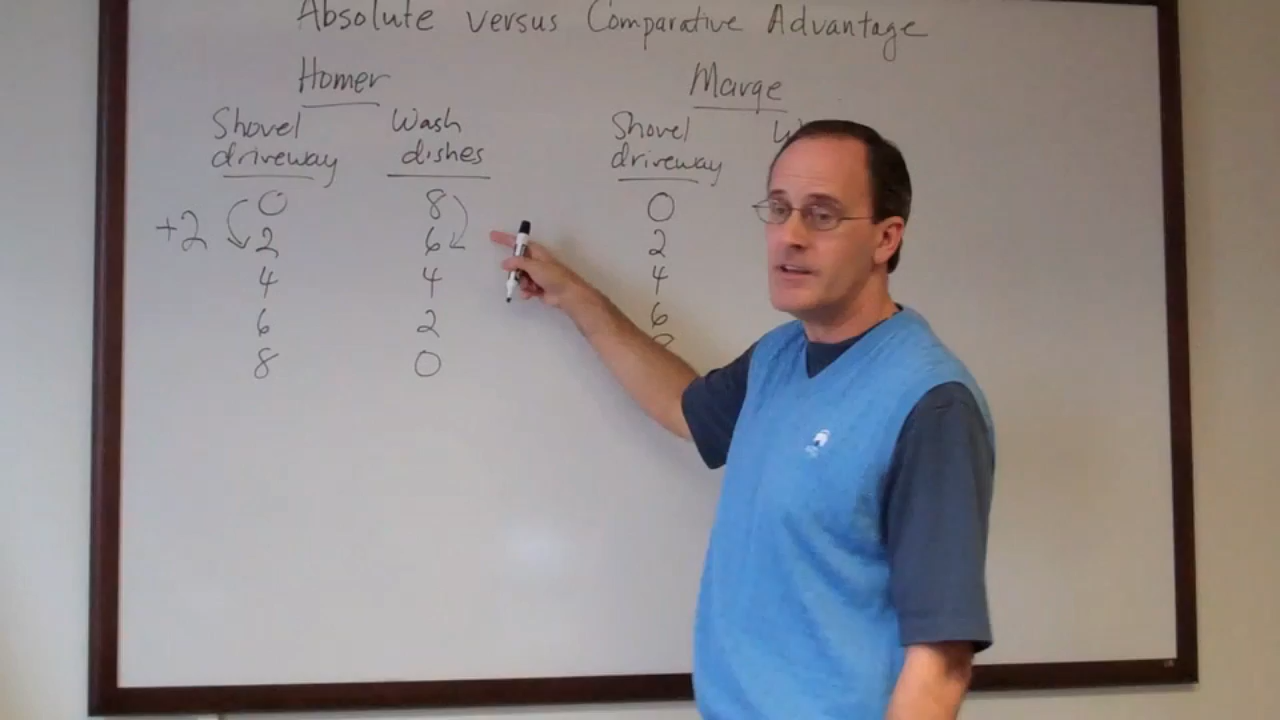 Absolute versus Comparative Advantage
Homer
Marge
Shovel Wash
driveway dishes
Shovel
driveway
+2
0 8
2 6
4 4
6 2
8 0
0
2
4
6